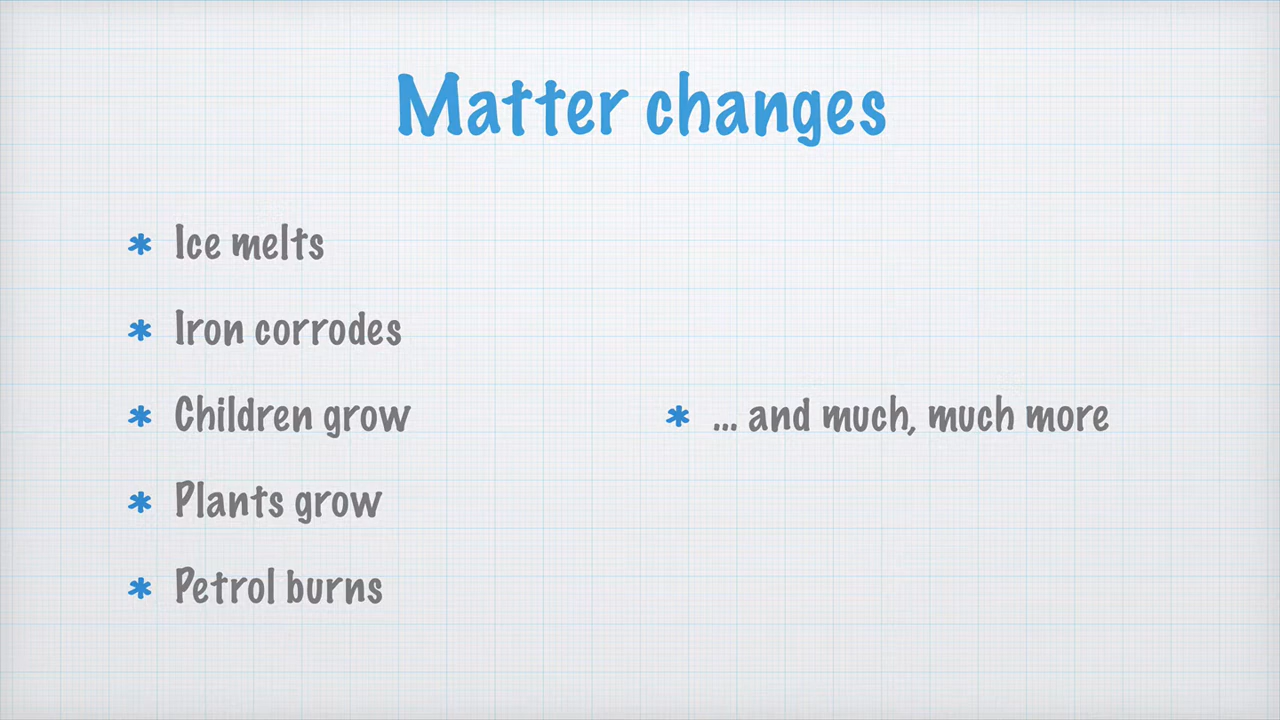 Matter changes
* Ice melts
* Iron corrodes
* Children grow
* Plants grow
* Petrol burns
* ... and much, much more